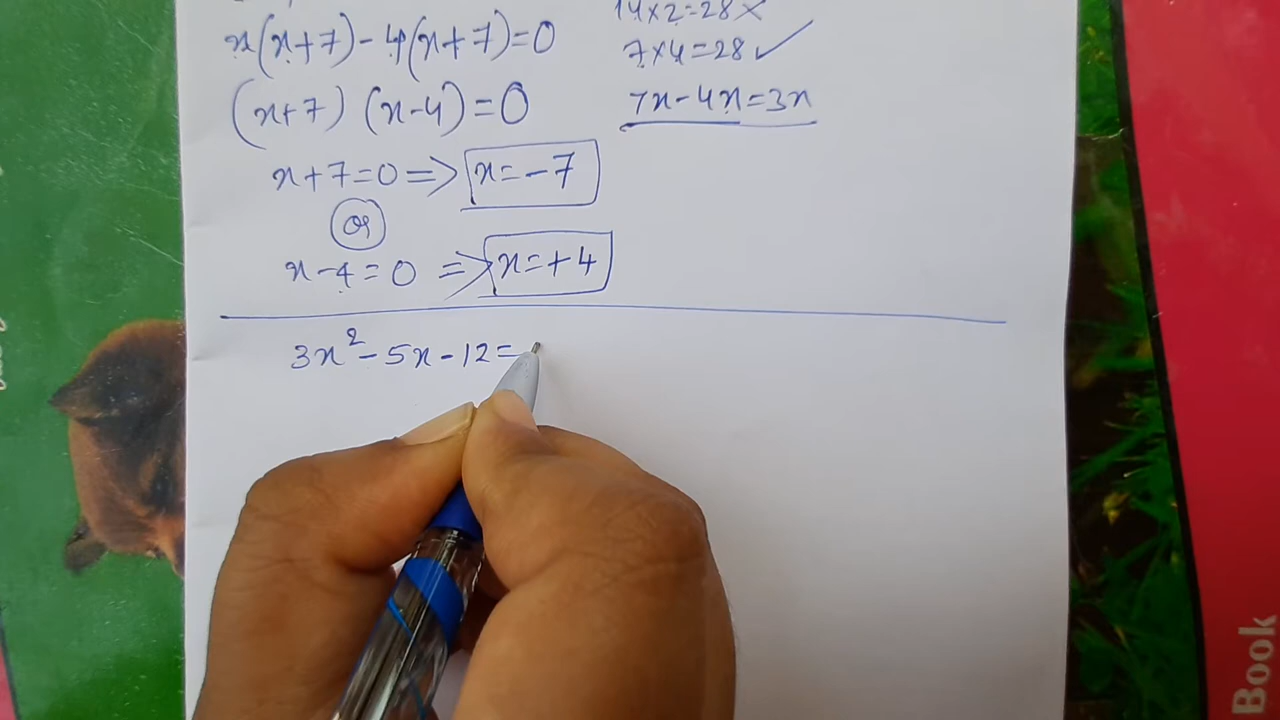 x(x+7)-4(x+7)=0
(x+7) (x-4)=0
x+7=0 => x=-7
or
x-4=0 => x=+4
14×2=28×
7×4=28✓
7x-4x=3x
3x²-5x-12=
Book